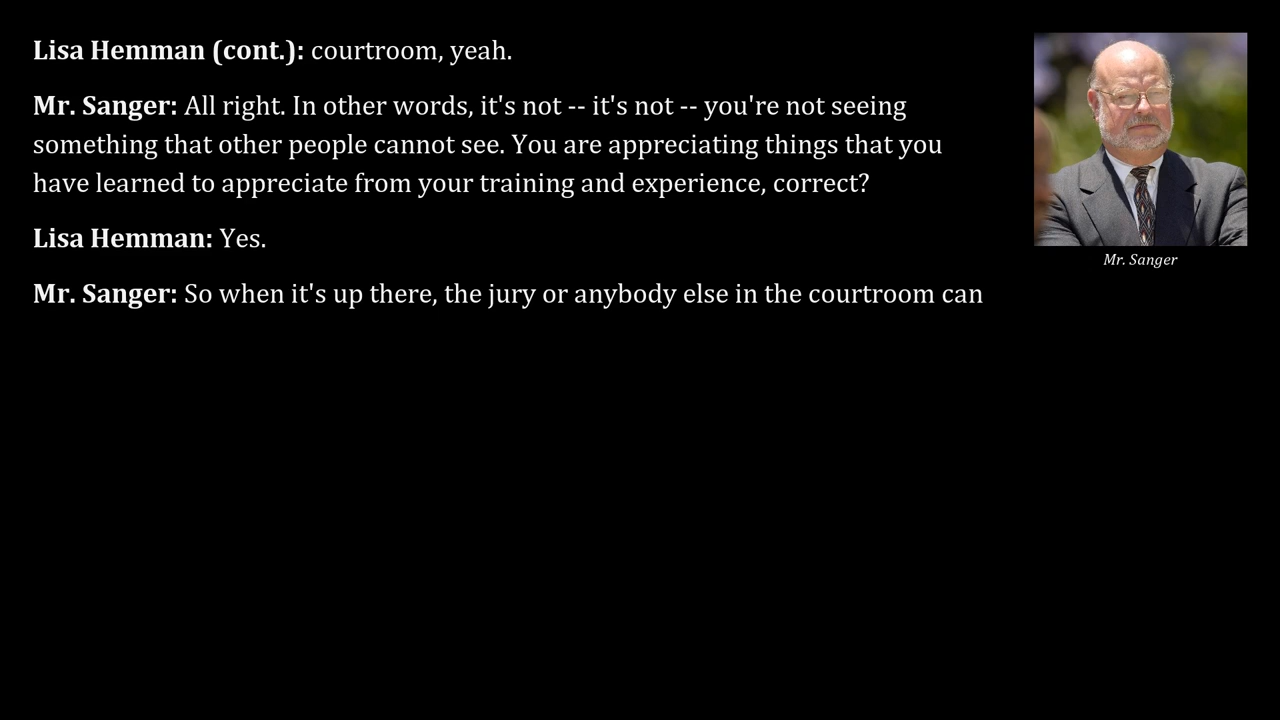 Lisa Hemman (cont.): courtroom, yeah.
Mr. Sanger: All right. In other words, it's not -- it's not -- you're not seeing
something that other people cannot see. You are appreciating things that you
have learned to appreciate from your training and experience, correct?
Lisa Hemman: Yes.
Mr. Sanger: So when it's up there, the jury or anybody else in the courtroom can
Mr. Sanger